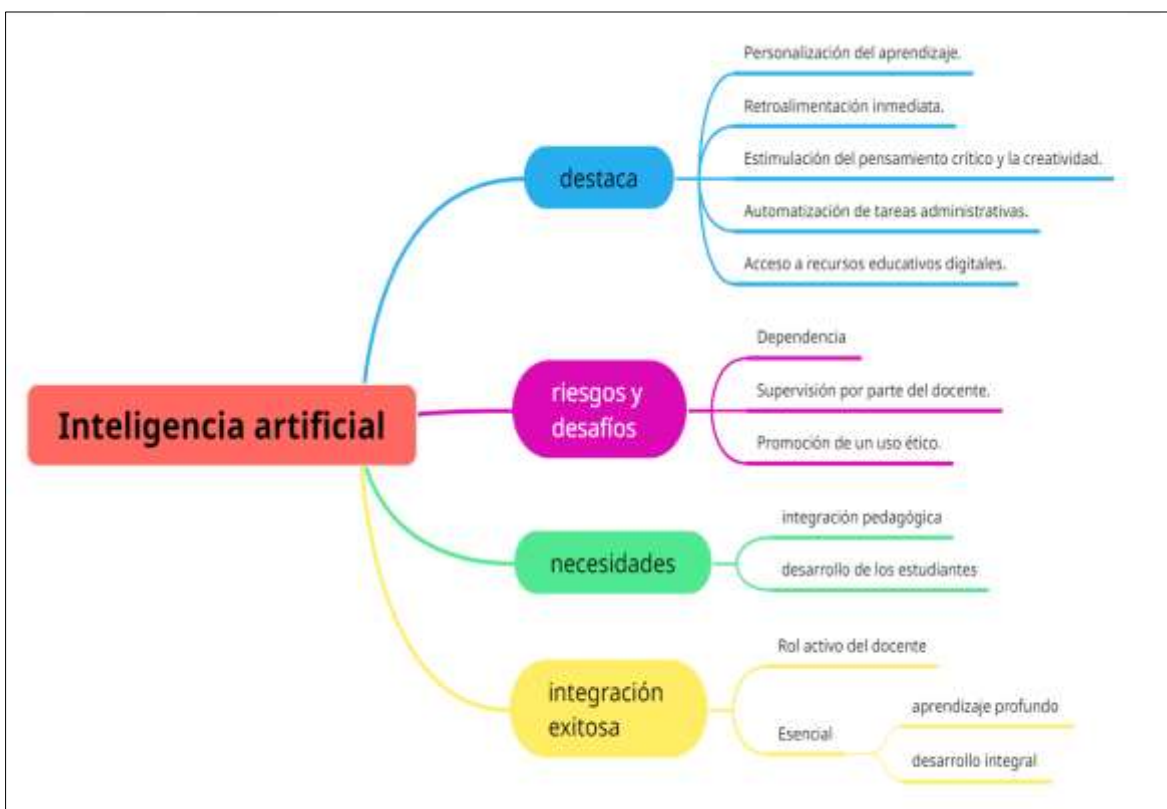 Inteligencia artificial
destaca
Personalización del aprendizaje.
Retroalimentación inmediata.
Estimulación del pensamiento crítico y la creatividad.
Automatización de tareas administrativas.
Acceso a recursos educativos digitales.
riesgos y
desafíos
Dependencia
Supervisión por parte del docente.
Promoción de un uso ético.
necesidades
integración pedagógica
desarrollo de los estudiantes
integración
exitosa
Rol activo del docente
Esencial
aprendizaje profundo
desarrollo integral